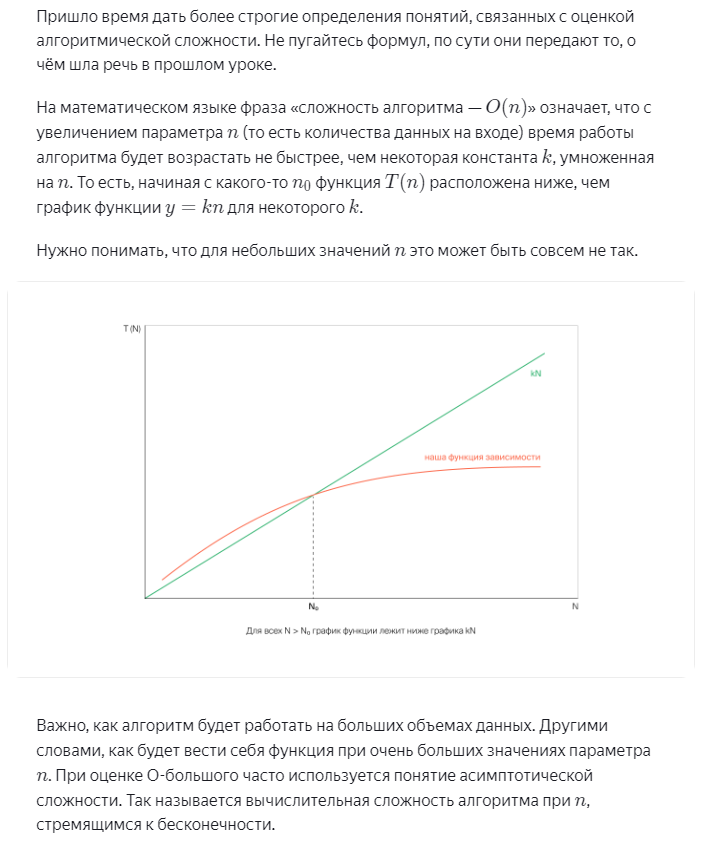 Пришло время дать более строгие определения понятий, связанных с оценкой
алгоритмической сложности. Не пугайтесь формул, по сути они передают то, о
чём шла речь в прошлом уроке.
На математическом языке фраза «сложность алгоритма — O(n)» означает, что с
увеличением параметра n (то есть количества данных на входе) время работы
алгоритма будет возрастать не быстрее, чем некоторая константа k, умноженная
на n. То есть, начиная с какого-то n₀ функция T(n) расположена ниже, чем
график функции y = kn для некоторого k.
Нужно понимать, что для небольших значений n это может быть совсем не так.
T (N)
kN
наша функция зависимости
N₀
N
Для всех N > N₀ график функции лежит ниже графика kN
Важно, как алгоритм будет работать на больших объемах данных. Другими
словами, как будет вести себя функция при очень больших значениях параметра
n. При оценке О-большого часто используется понятие асимптотической
сложности. Так называется вычислительная сложность алгоритма при n,
стремящимся к бесконечности.